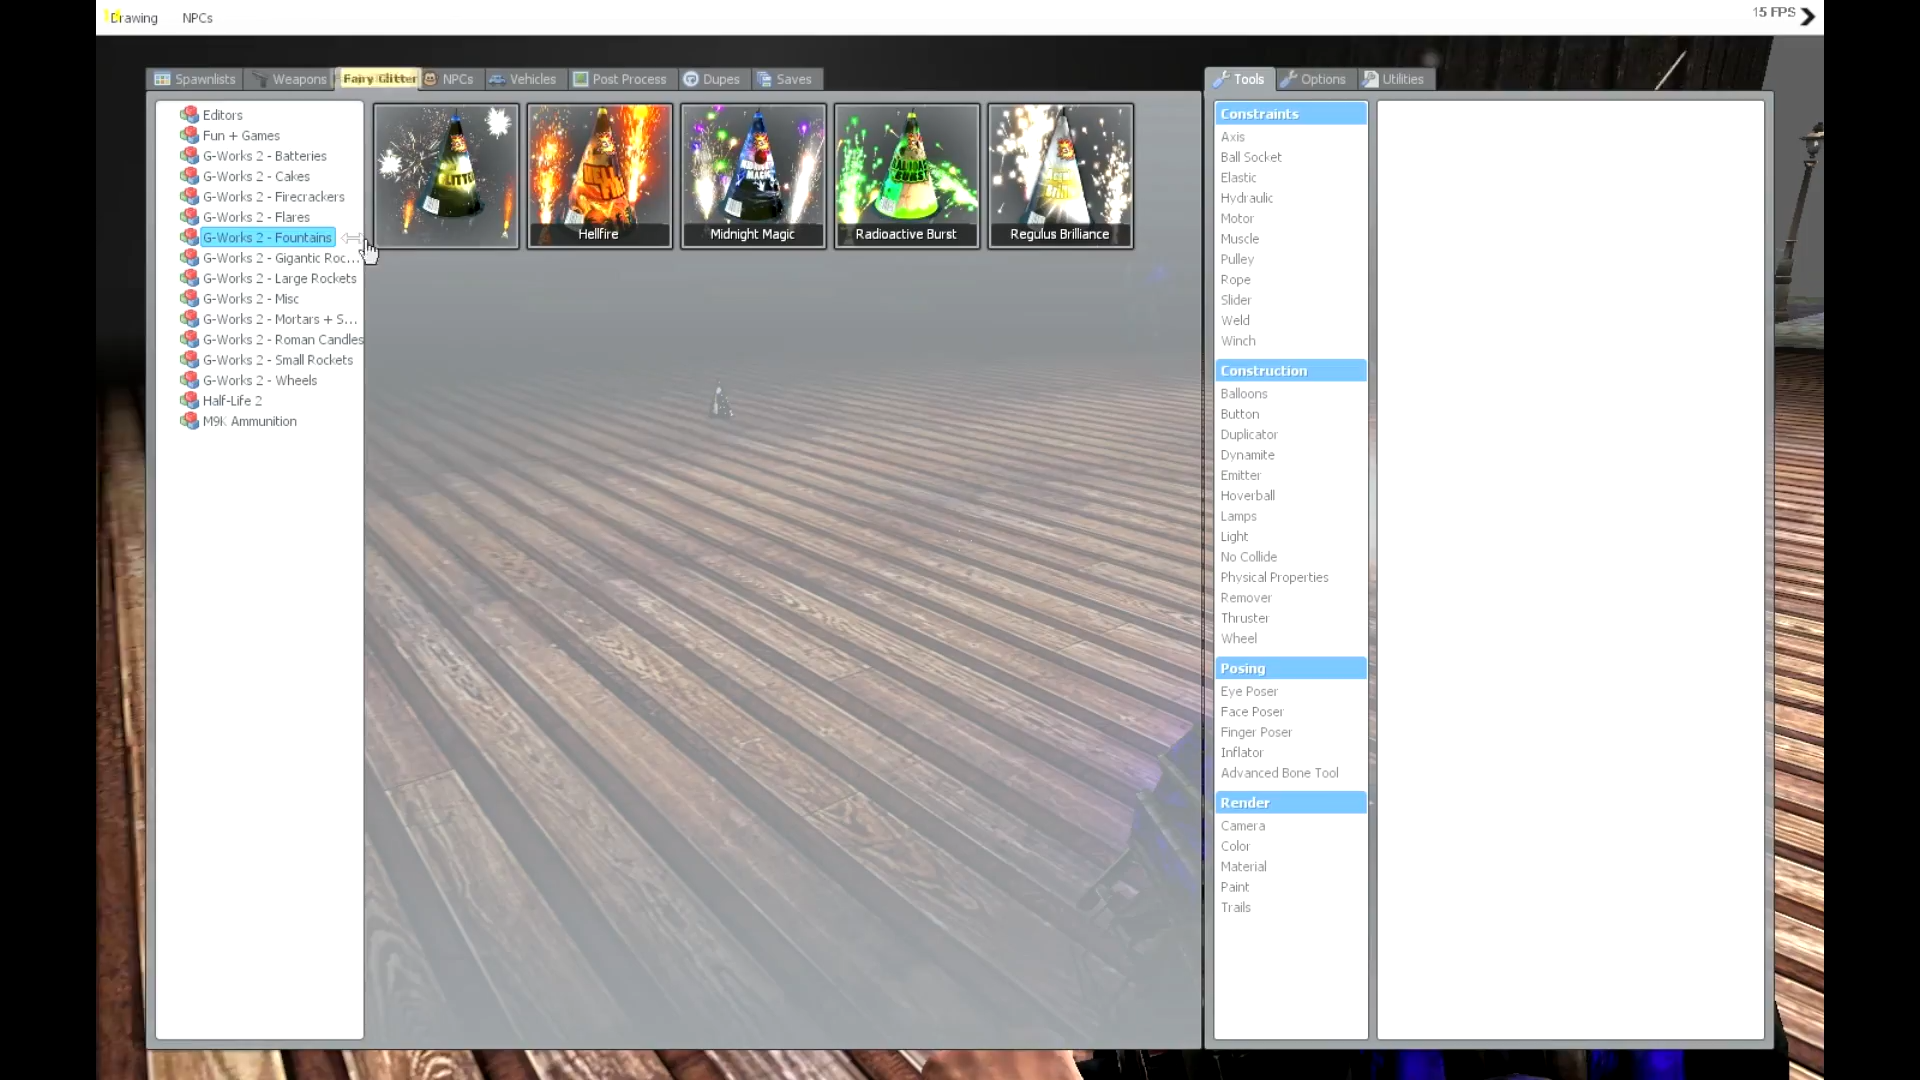 Drawing NPCs 15 FPS
Spawnlists Weapons Fairy Glitter NPCs Vehicles Post Process Dupes Saves Tools Options Utilities
Editors
Fun + Games
G-Works 2 - Batteries
G-Works 2 - Cakes
G-Works 2 - Firecrackers
G-Works 2 - Flares
G-Works 2 - Fountains
G-Works 2 - Gigantic Roc...
G-Works 2 - Large Rockets
G-Works 2 - Misc
G-Works 2 - Mortars + S...
G-Works 2 - Roman Candles
G-Works 2 - Small Rockets
G-Works 2 - Wheels
Half-Life 2
M9K Ammunition
Hellfire Midnight Magic Radioactive Burst Regulus Brilliance
Constraints
Axis
Ball Socket
Elastic
Hydraulic
Motor
Muscle
Pulley
Rope
Slider
Weld
Winch
Construction
Balloons
Button
Duplicator
Dynamite
Emitter
Hoverball
Lamps
Light
No Collide
Physical Properties
Remover
Thruster
Wheel
Posing
Eye Poser
Face Poser
Finger Poser
Inflator
Advanced Bone Tool
Render
Camera
Color
Material
Paint
Trails